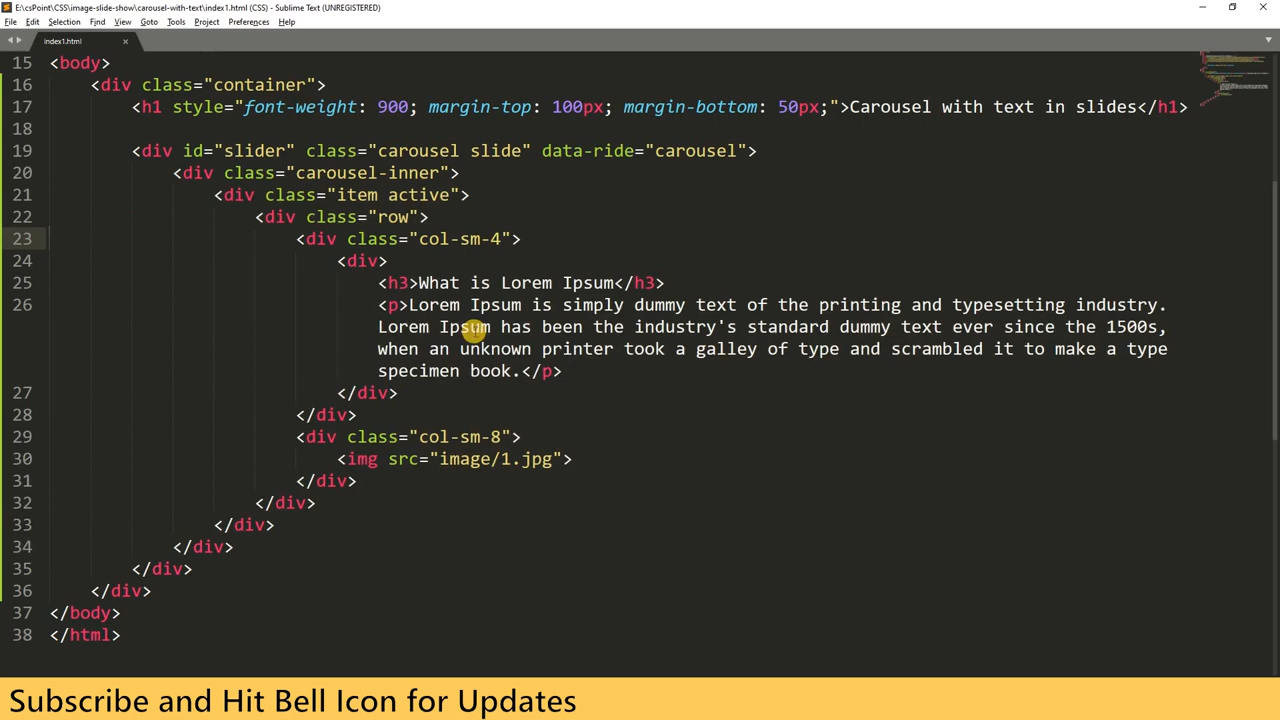 E:\csPoint\CSS\image-slide-show\carousel-with-text\index1.html (CSS) - Sublime Text (UNREGISTERED)
File Edit Selection Find View Goto Tools Project Preferences Help
index1.html
15 <body>
16 <div class="container">
17 <h1 style="font-weight: 900; margin-top: 100px; margin-bottom: 50px;">Carousel with text in slides</h1>
18
19 <div id="slider" class="carousel slide" data-ride="carousel">
20 <div class="carousel-inner">
21 <div class="item active">
22 <div class="row">
23 <div class="col-sm-4">
24 <div>
25 <h3>What is Lorem Ipsum</h3>
26 <p>Lorem Ipsum is simply dummy text of the printing and typesetting industry.
Lorem Ipsum has been the industry's standard dummy text ever since the 1500s,
when an unknown printer took a galley of type and scrambled it to make a type
specimen book.</p>
27 </div>
28 </div>
29 <div class="col-sm-8">
30 <img src="image/1.jpg">
31 </div>
32 </div>
33 </div>
34 </div>
35 </div>
36 </div>
37 </body>
38 </html>
Subscribe and Hit Bell Icon for Updates